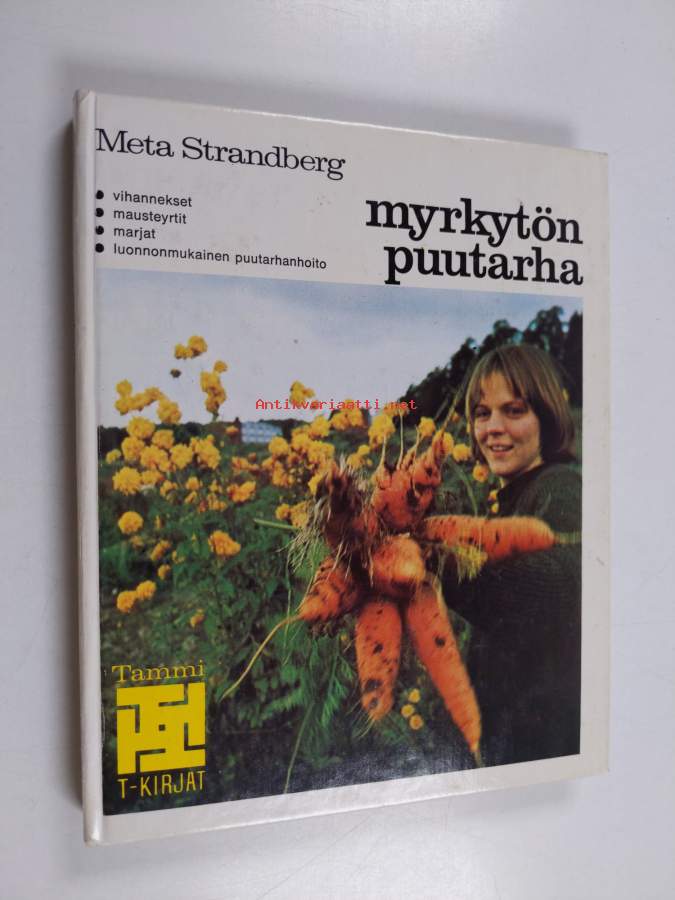 Meta Strandberg
• vihannekset
• mausteyrtit
• marjat
• luonnonmukainen puutarhanhoito
myrkytön
puutarha
Antikvariaatti.net
Tammi
T-KIRJAT